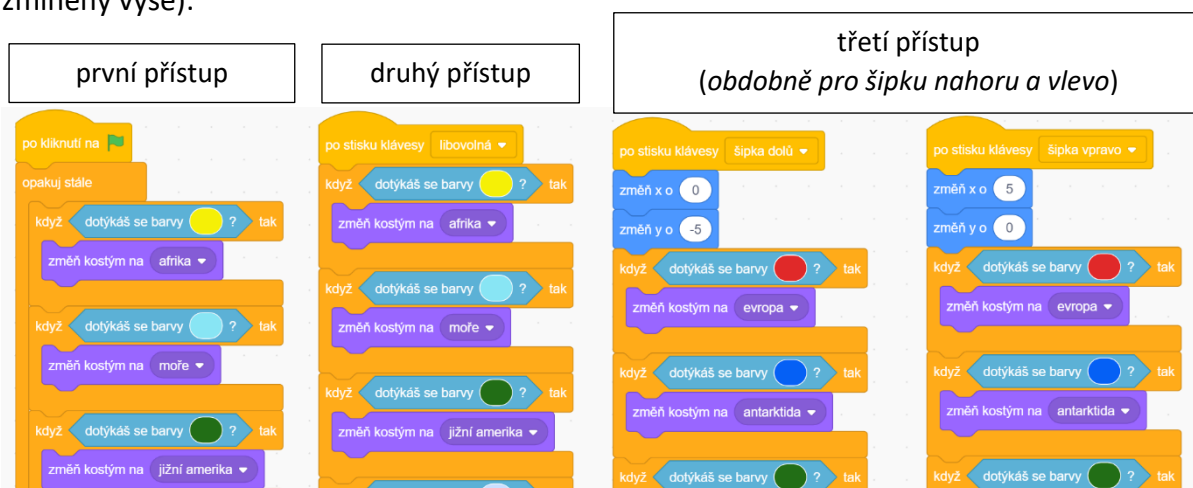 zmíněný výše):
první přístup
druhý přístup
třetí přístup
(obdobně pro šipku nahoru a vlevo)
po kliknutí na
opakuj stále
když dotýkáš se barvy ? tak
změň kostým na afrika
když dotýkáš se barvy ? tak
změň kostým na moře
když dotýkáš se barvy ? tak
změň kostým na jižní amerika
po stisku klávesy libovolná
když dotýkáš se barvy ? tak
změň kostým na afrika
když dotýkáš se barvy ? tak
změň kostým na moře
když dotýkáš se barvy ? tak
změň kostým na jižní amerika
po stisku klávesy šipka dolů
změň x o 0
změň y o -5
když dotýkáš se barvy ? tak
změň kostým na evropa
když dotýkáš se barvy ? tak
změň kostým na antarktida
když dotýkáš se barvy ? tak
po stisku klávesy šipka vpravo
změň x o 5
změň y o 0
když dotýkáš se barvy ? tak
změň kostým na evropa
když dotýkáš se barvy ? tak
změň kostým na antarktida
když dotýkáš se barvy ? tak